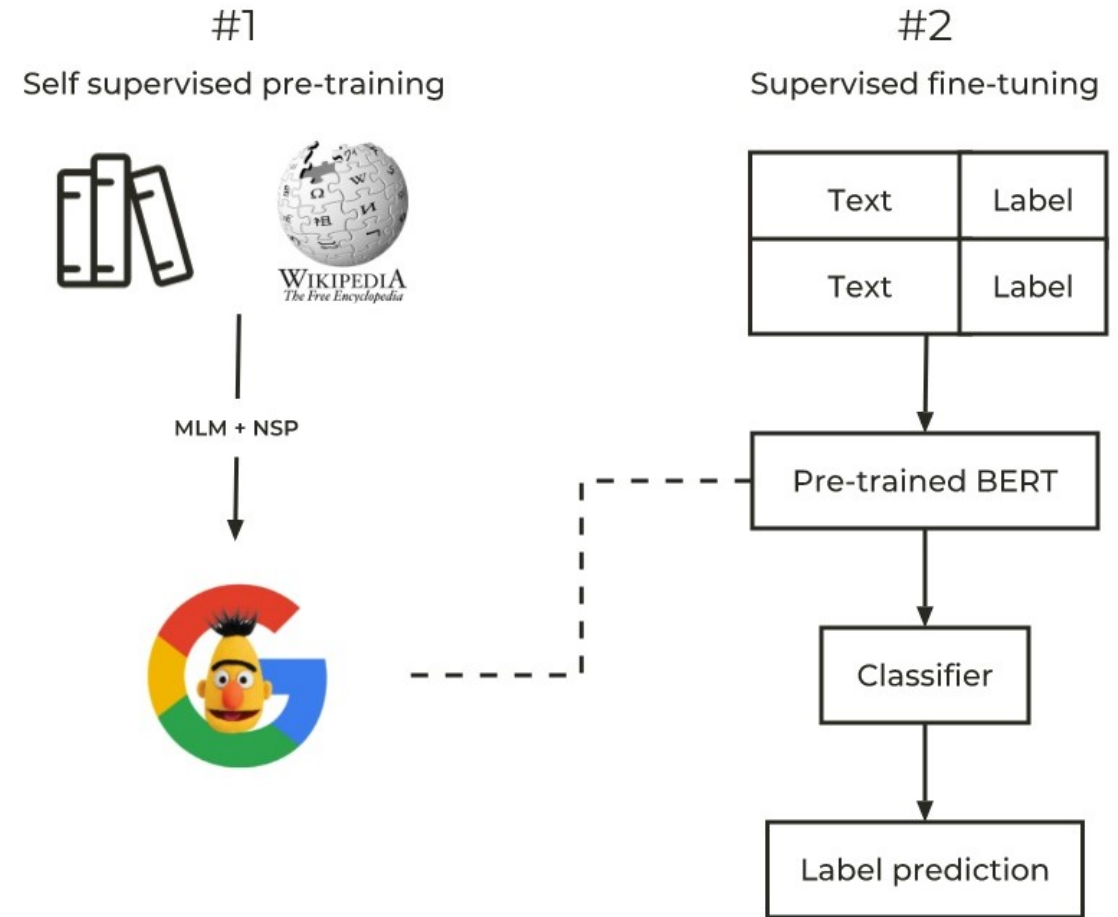 #1
Self supervised pre-training
WIKIPEDIA
The Free Encyclopedia
MLM + NSP
#2
Supervised fine-tuning
Text Label
Text Label
Pre-trained BERT
Classifier
Label prediction